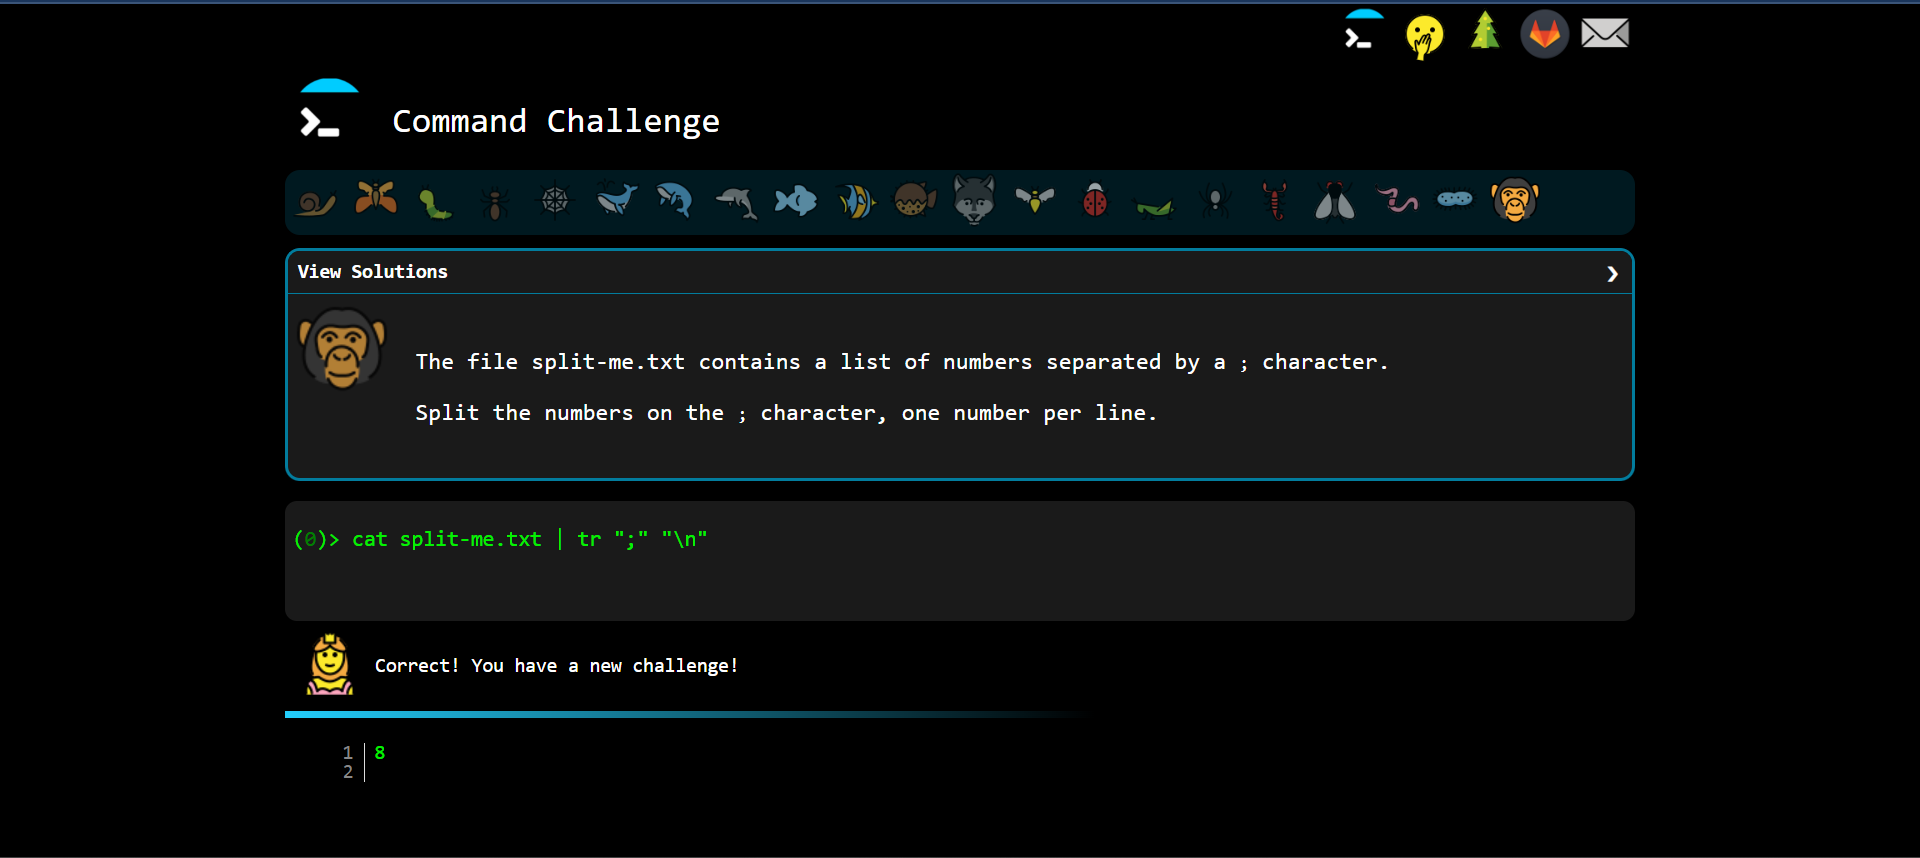 Command Challenge
View Solutions
The file split-me.txt contains a list of numbers separated by a ; character.
Split the numbers on the ; character, one number per line.
(0)> cat split-me.txt | tr ";" "\n"
Correct! You have a new challenge!
1 8
2